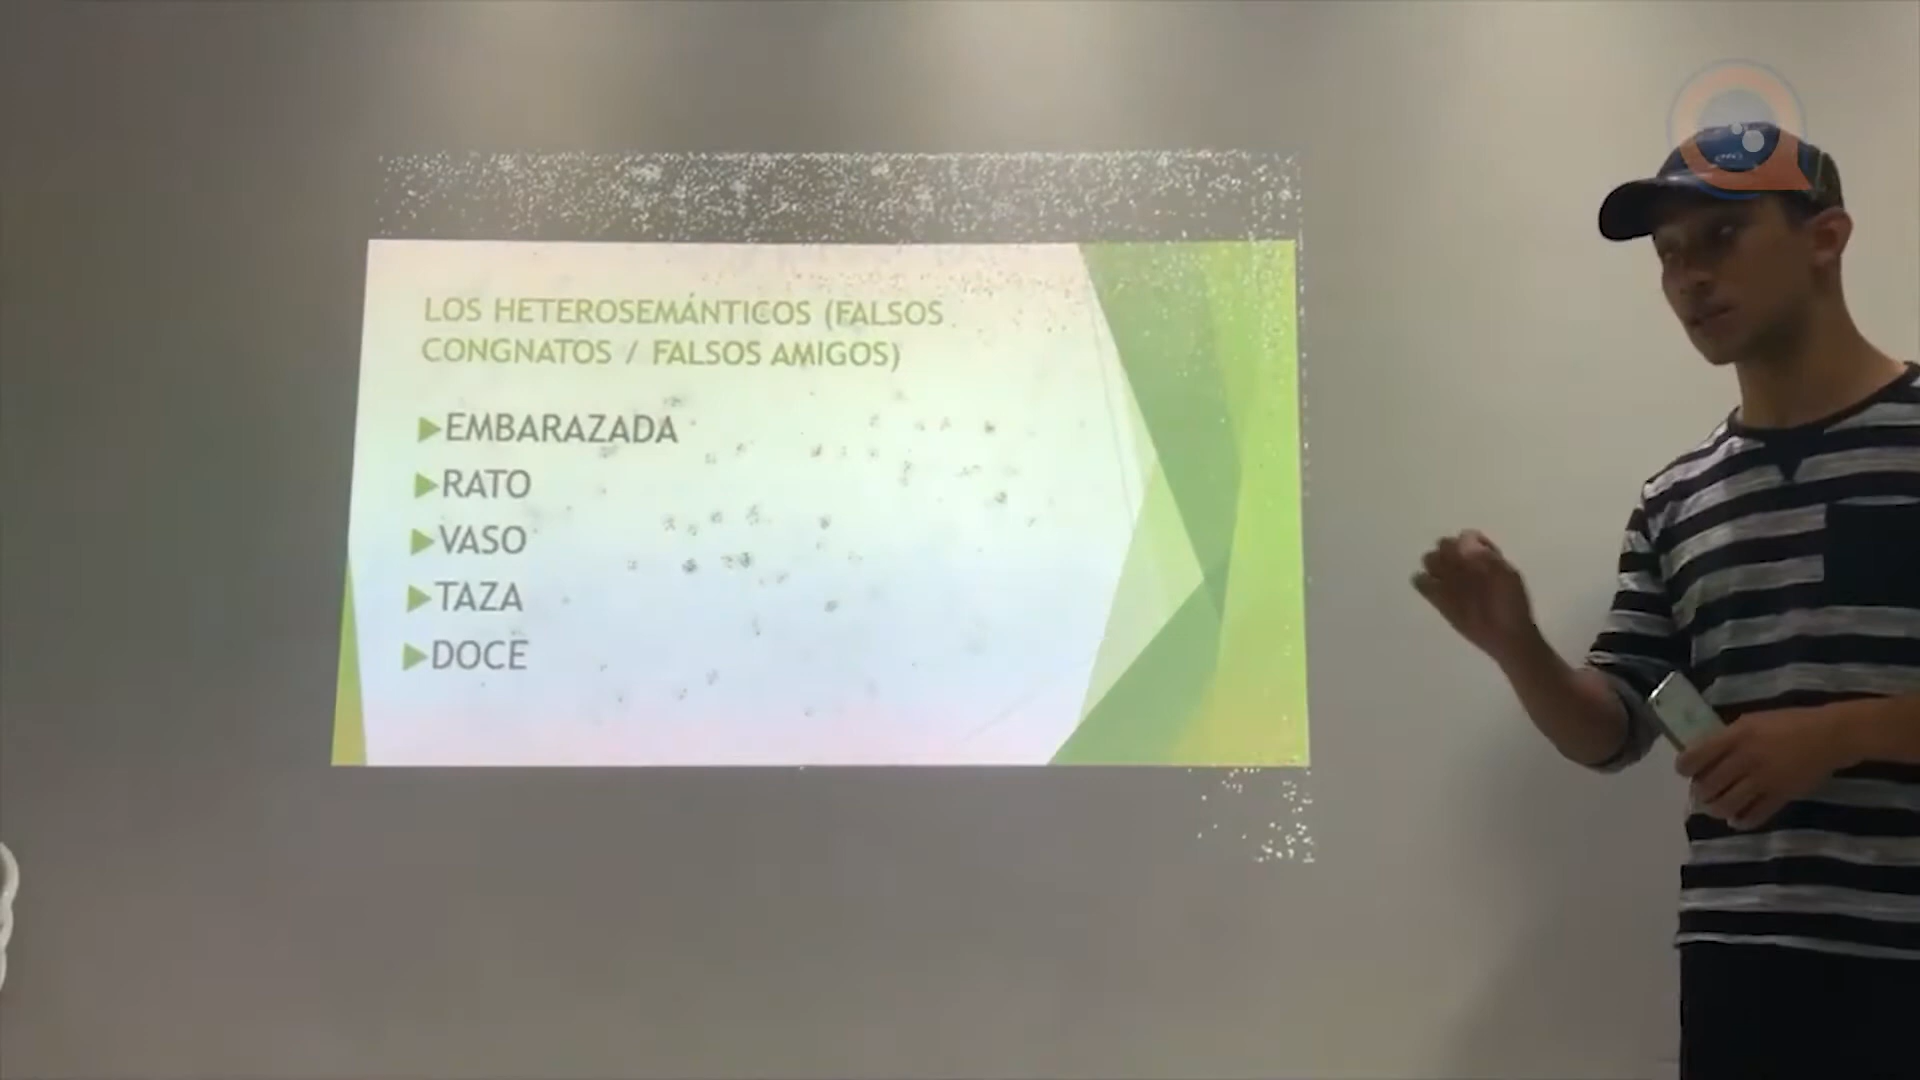 LOS HETEROSEMÁNTICOS (FALSOS
CONGNATOS / FALSOS AMIGOS)
EMBARAZADA
RATO
VASO
TAZA
DOCE